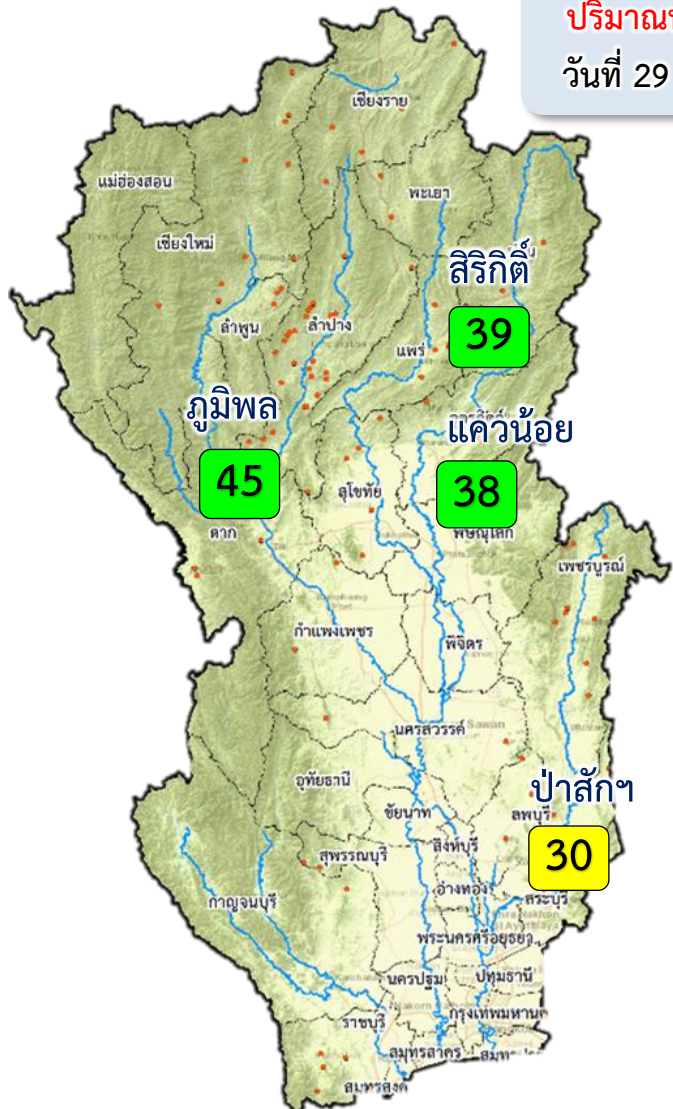 ปริมาณ
วันที่ 29
เชียงราย
แม่ฮ่องสอน
พะเยา
เชียงใหม่
สิริกิติ์
39
ลำพูน
ลำปาง
แพร่
ภูมิพล
45
แควน้อย
38
สุโขทัย
ตาก
พิษณุโลก
เพชรบูรณ์
กำแพงเพชร
พิจิตร
นครสวรรค์
Sawan
อุทัยธานี
ป่าสักฯ
30
ชัยนาท
ลพบุรี
สิงห์บุรี
สุพรรณบุรี
อ่างทอง
กาญจนบุรี
สระบุรี
พระนครศรีอยุธยา
นครปฐม
ปทุมธานี
กรุงเทพมหานค
ราชบุรี
สมุทรสาคร
สมุท
สมุทรสงค